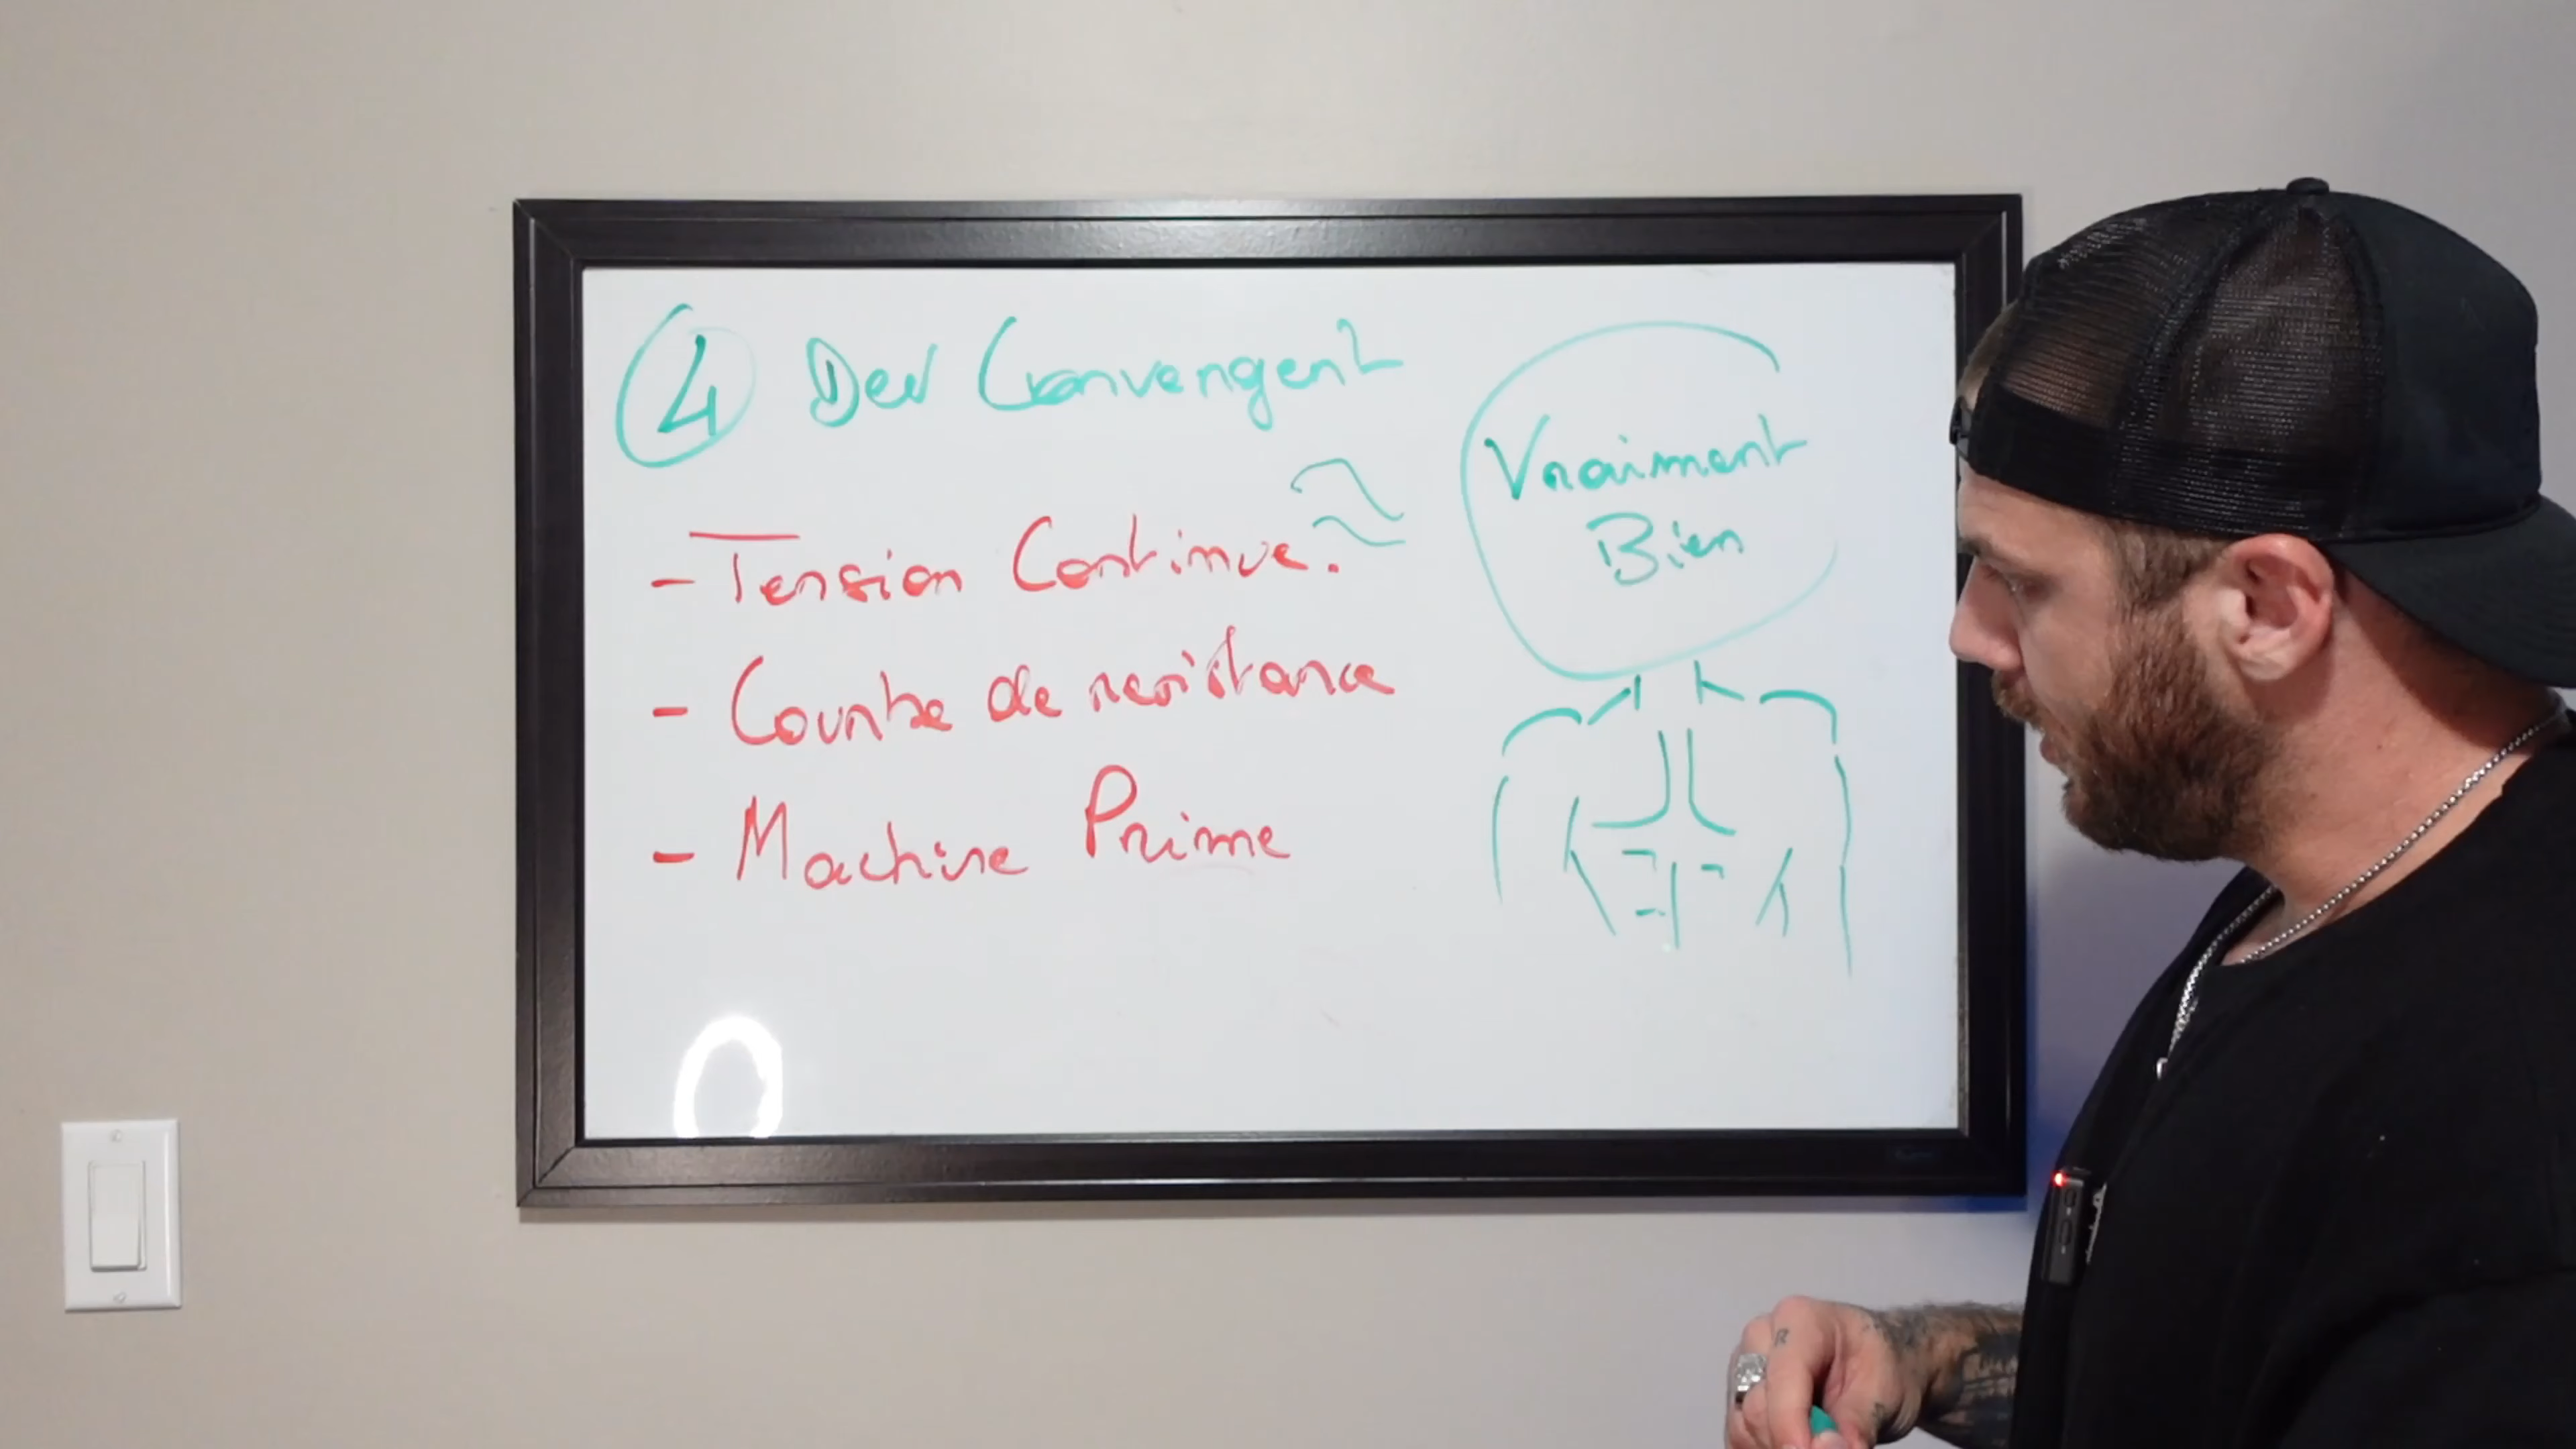 4 Dev Convergent
- Tension Continue.
- Courbe de resistance
- Machine Prime
Vraiment
Bien